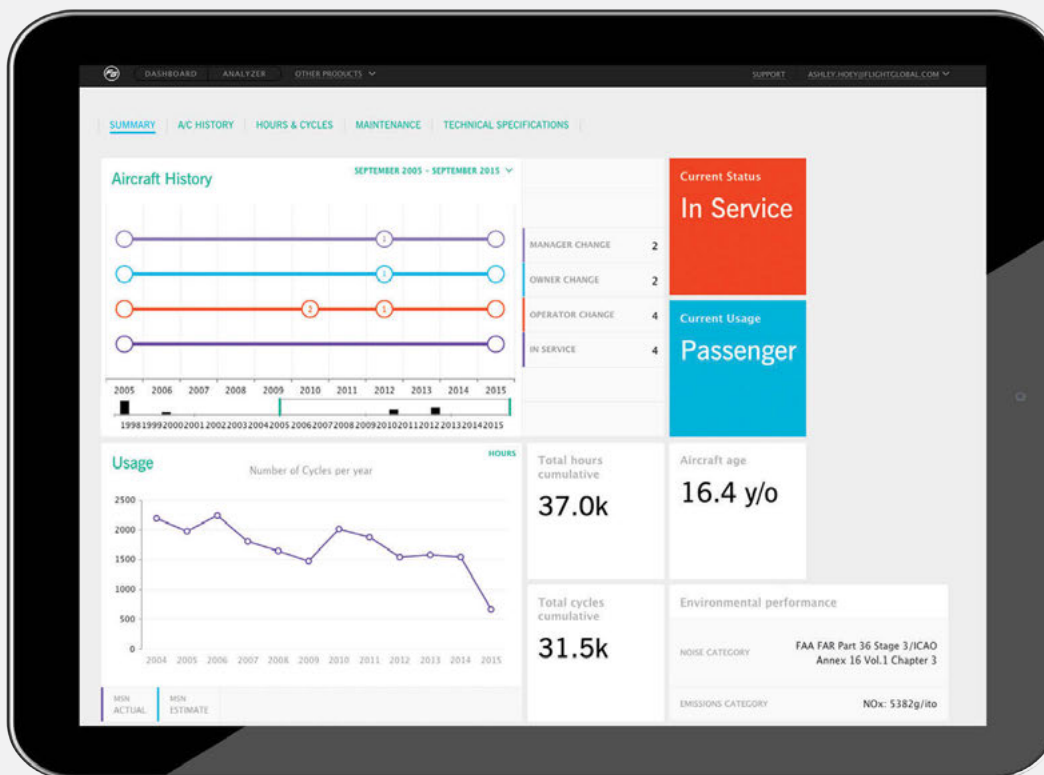 DASHBOARD ANALYZER OTHER PRODUCTS SUPPORT ASHLEY.HOEY@FLIGHTGLOBAL.COM
SUMMARY A/C HISTORY HOURS & CYCLES MAINTENANCE TECHNICAL SPECIFICATIONS
Aircraft History
SEPTEMBER 2005 - SEPTEMBER 2015
1
1
2 1
2005 2006 2007 2008 2009 2010 2011 2012 2013 2014 2015
1998 1999 2000 2001 2002 2003 2004 2005 2006 2007 2008 2009 2010 2011 2012 2013 2014 2015
MANAGER CHANGE 2
OWNER CHANGE 2
OPERATOR CHANGE 4
IN SERVICE 4
Current Status
In Service
Current Usage
Passenger
Usage
HOURS
Number of Cycles per year
2500
2000
1500
1000
500
0
2004 2005 2006 2007 2008 2009 2010 2011 2012 2013 2014 2015
MSN
ACTUAL
MSN
ESTIMATE
Total hours
cumulative
37.0k
Aircraft age
16.4 y/o
Total cycles
cumulative
31.5k
Environmental performance
NOISE CATEGORY
FAA FAR Part 36 Stage 3/ICAO
Annex 16 Vol.1 Chapter 3
EMISSIONS CATEGORY
NOx: 5382g/ito